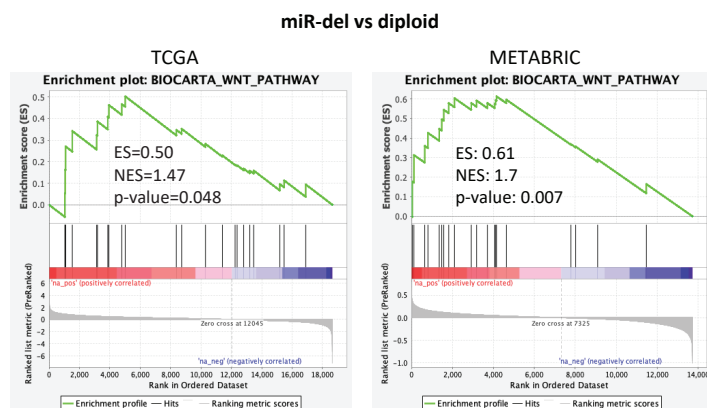 miR-del vs diploid
TCGA
Enrichment plot: BIOCARTA_WNT_PATHWAY
Enrichment score (ES)
0.5
0.4
0.3
0.2
0.1
0.0
ES=0.50
NES=1.47
p-value=0.048
Ranked list metric (PreRanked)
6
4
2
0
-2
-4
-6
'na_pos' (positively correlated)
Zero cross at 12045
'na_neg' (negatively correlated)
0 2,000 4,000 6,000 8,000 10,000 12,000 14,000 16,000 18,000
Rank in Ordered Dataset
Enrichment profile Hits Ranking metric scores
METABRIC
Enrichment plot: BIOCARTA_WNT_PATHWAY
Enrichment score (ES)
0.6
0.5
0.4
0.3
0.2
0.1
0.0
ES: 0.61
NES: 1.7
p-value: 0.007
Ranked list metric (PreRanked)
0.5
0.0
-0.5
-1.0
'na_pos' (positively correlated)
Zero cross at 7325
'na_neg' (negatively correlated)
0 2,000 4,000 6,000 8,000 10,000 12,000 14,000
Rank in Ordered Dataset
Enrichment profile Hits Ranking metric scores